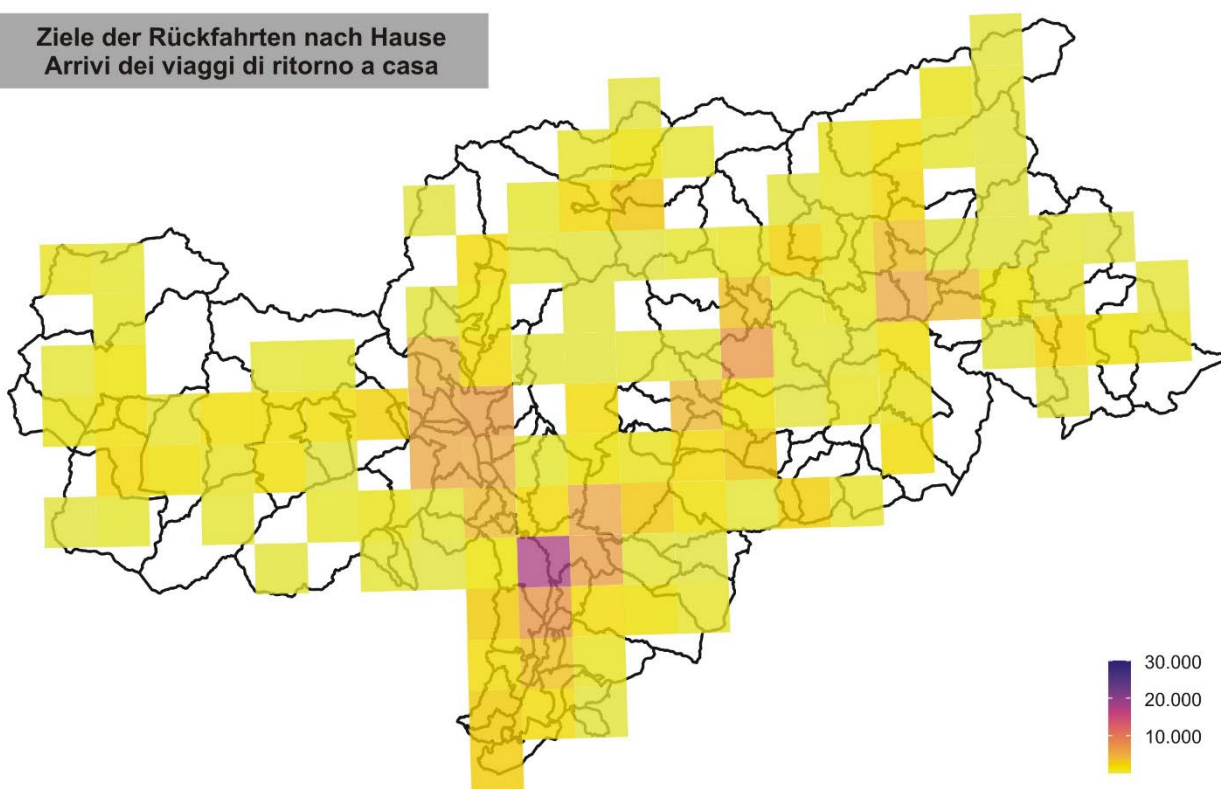 Ziele der Rückfahrten nach Hause
Arrivi dei viaggi di ritorno a casa
30.000
20.000
10.000